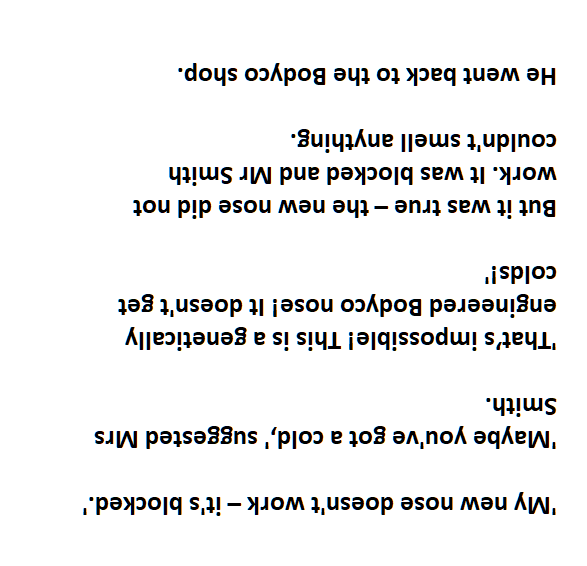 'My new nose doesn't work – it's blocked.'
'Maybe you've got a cold,' suggested Mrs
Smith.
'That's impossible! This is a genetically
engineered Bodyco nose! It doesn't get
colds!'
But it was true – the new nose did not
work. It was blocked and Mr Smith
couldn't smell anything.
He went back to the Bodyco shop.